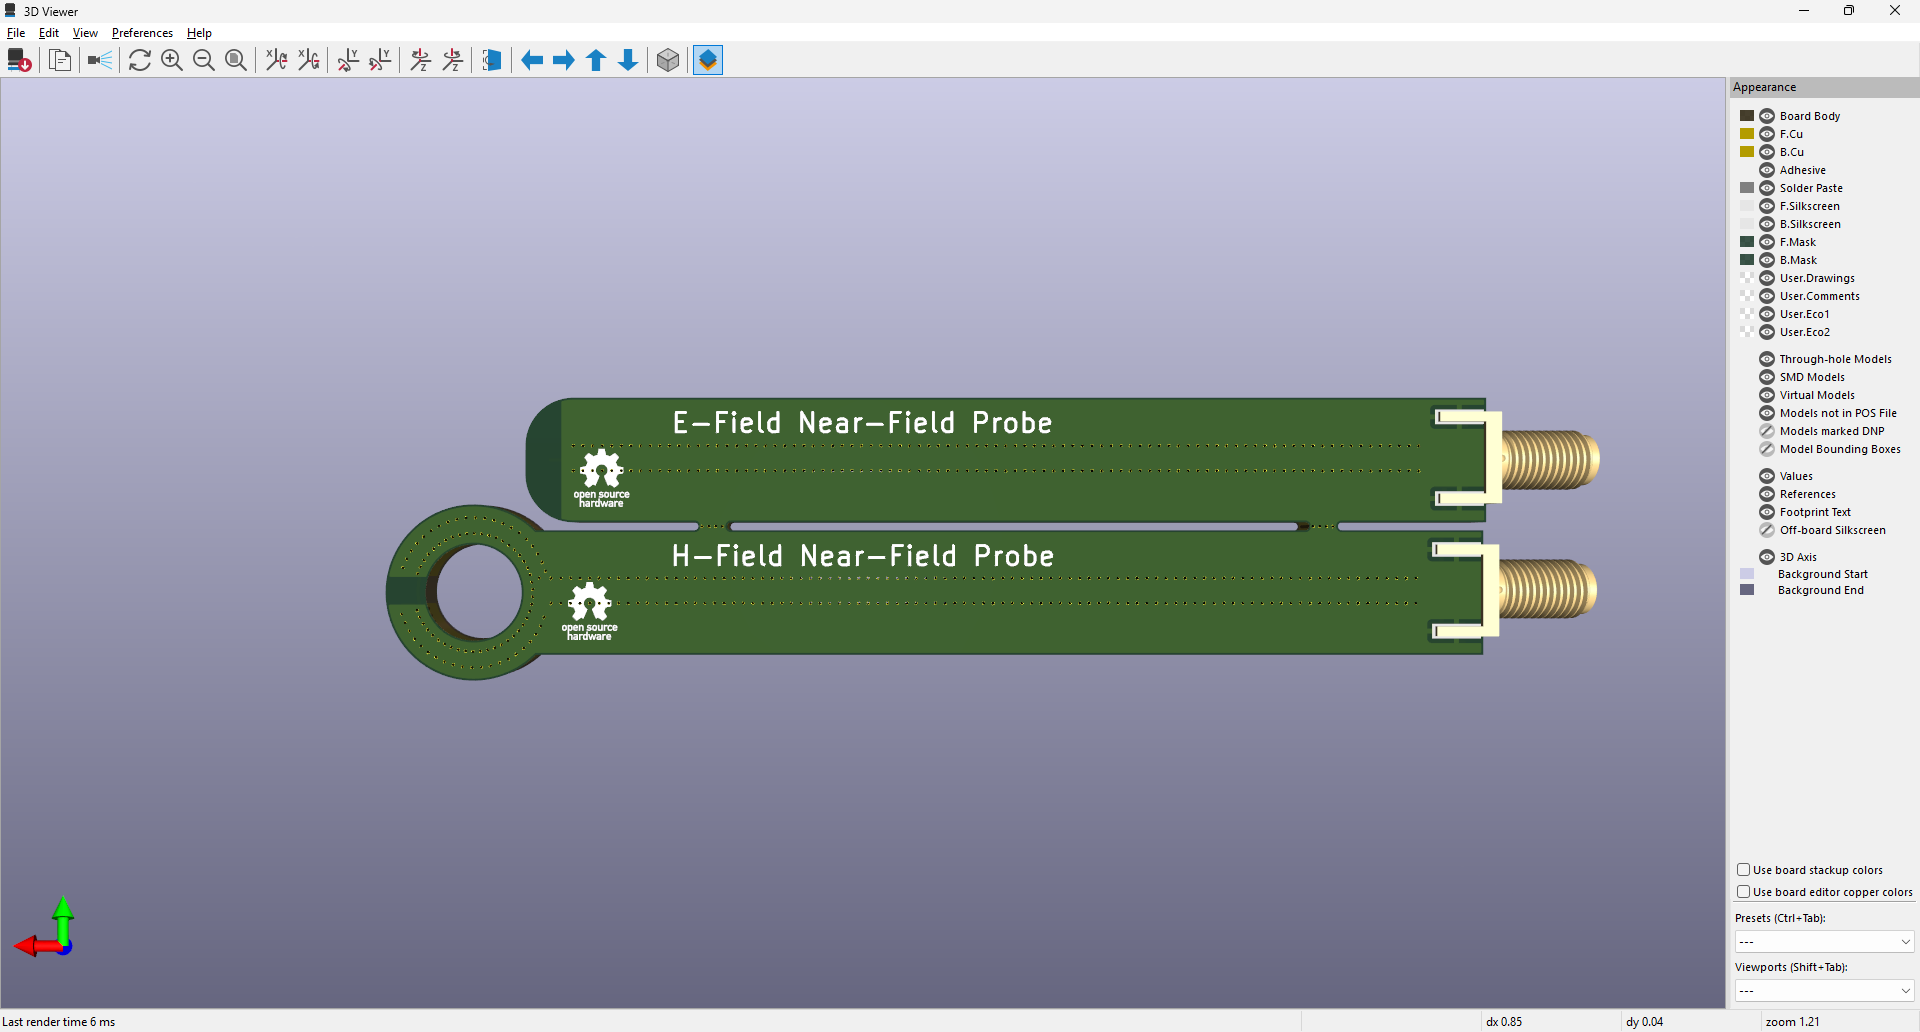 3D Viewer
File Edit View Preferences Help
Appearance
Board Body
F.Cu
B.Cu
Adhesive
Solder Paste
F.Silkscreen
B.Silkscreen
F.Mask
B.Mask
User.Drawings
User.Comments
User.Eco1
User.Eco2
Through-hole Models
SMD Models
Virtual Models
Models not in POS File
Models marked DNP
Model Bounding Boxes
Values
References
Footprint Text
Off-board Silkscreen
3D Axis
Background Start
Background End
E-Field Near-Field Probe
open source
hardware
H-Field Near-Field Probe
open source
hardware
Use board stackup colors
Use board editor copper colors
Presets (Ctrl+Tab):
---
Viewports (Shift+Tab):
---
Last render time 6 ms
dx 0.85
dy 0.04
zoom 1.21